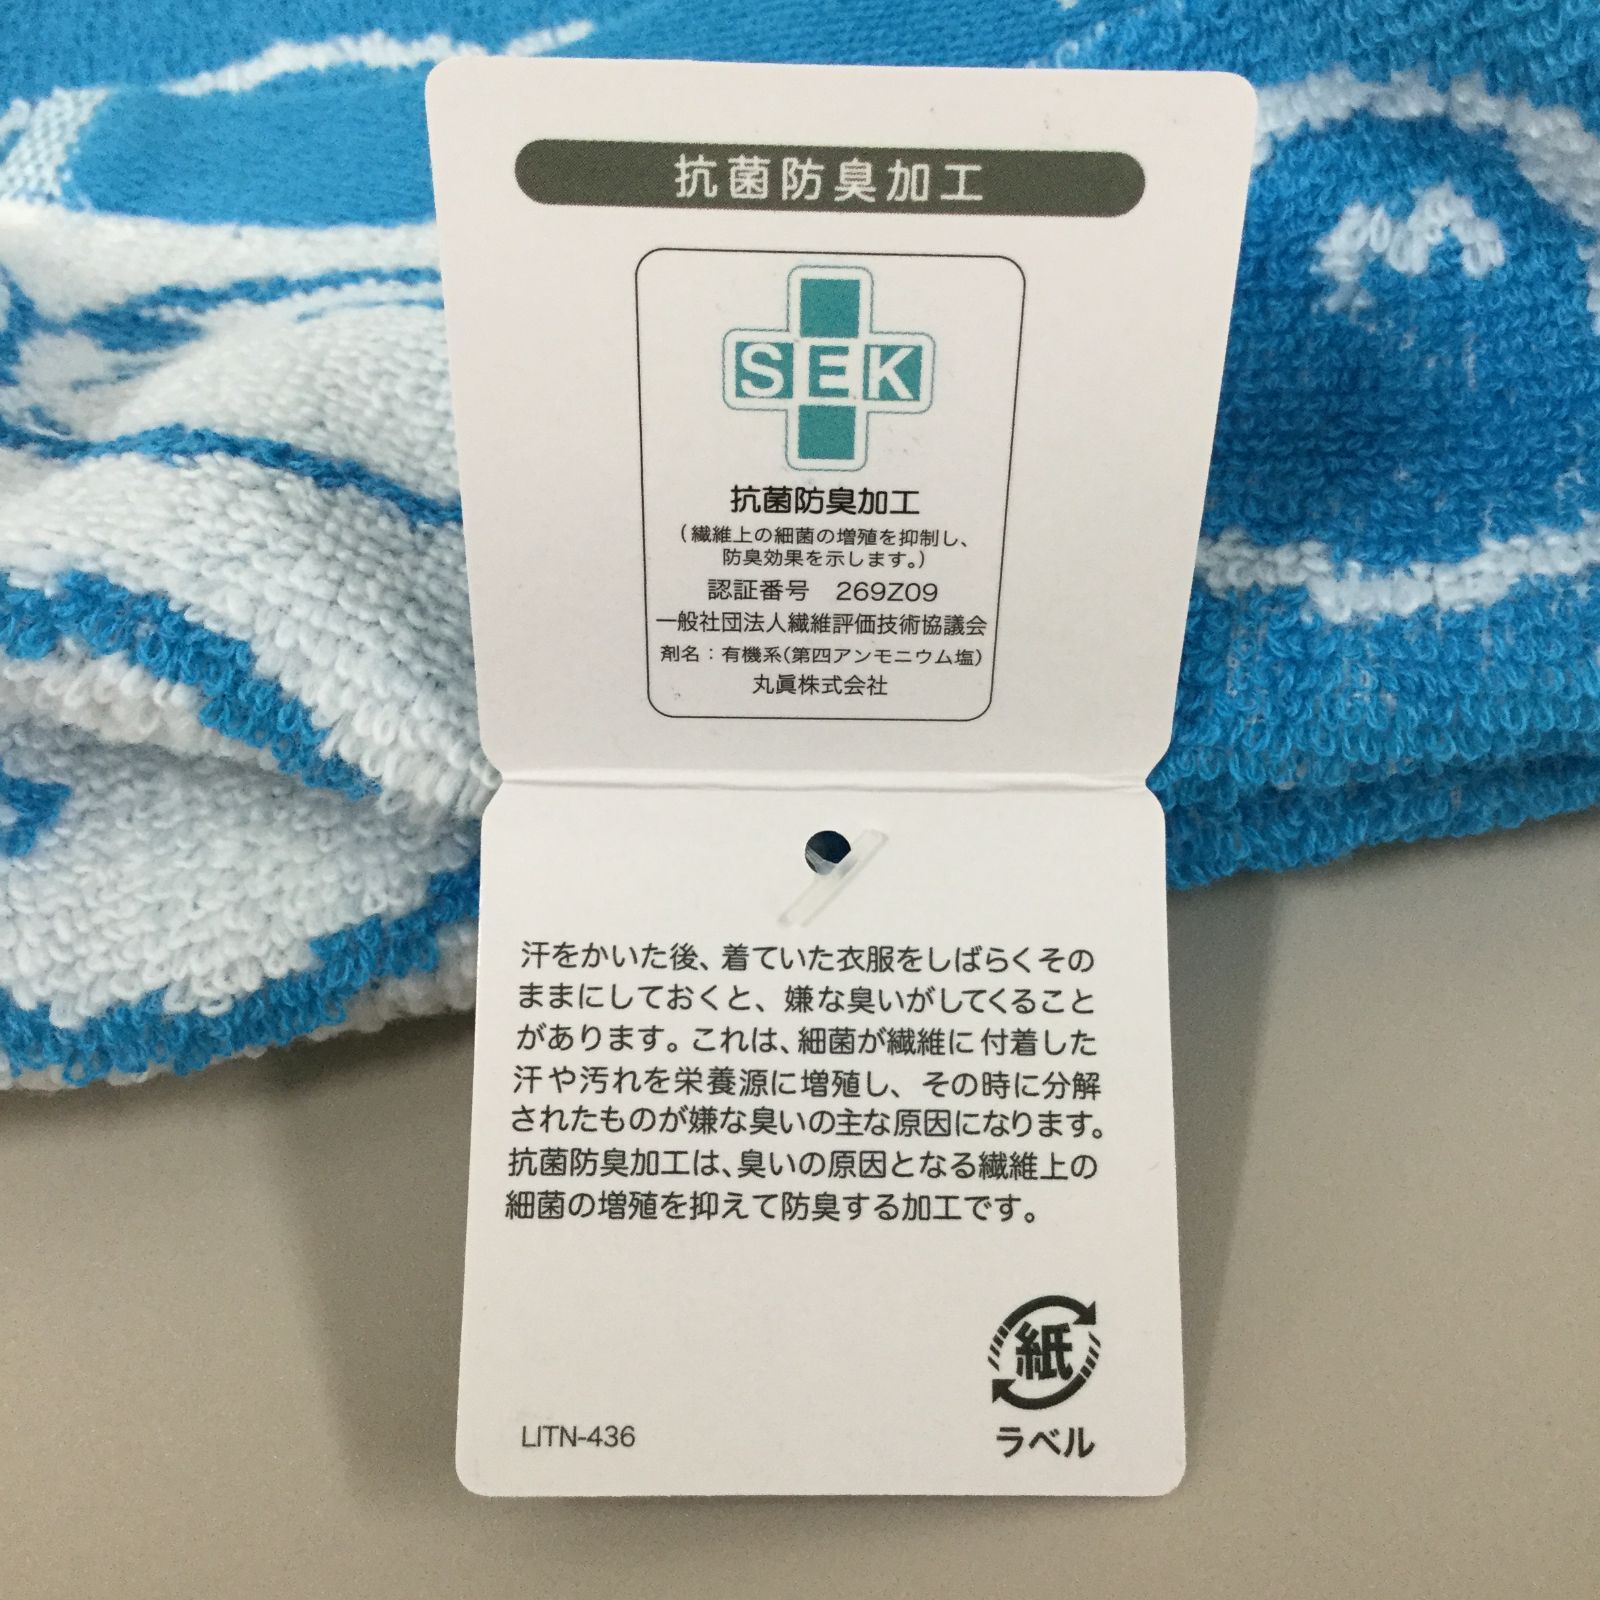 抗菌防臭加工
SEK
抗菌防臭加工
(繊維上の細菌の増殖を抑制し、
防臭効果を示します。)
認証番号 269Z09
一般社団法人繊維評価技術協議会
剤名：有機系(第四アンモニウム塩)
丸眞株式会社
汗をかいた後、着ていた衣服をしばらくその
ままにしておくと、嫌な臭いがしてくること
があります。これは、細菌が繊維に付着した
汗や汚れを栄養源に増殖し、その時に分解
されたものが嫌な臭いの主な原因になります。
抗菌防臭加工は、臭いの原因となる繊維上の
細菌の増殖を抑えて防臭する加工です。
紙
ラベル
LITN-436